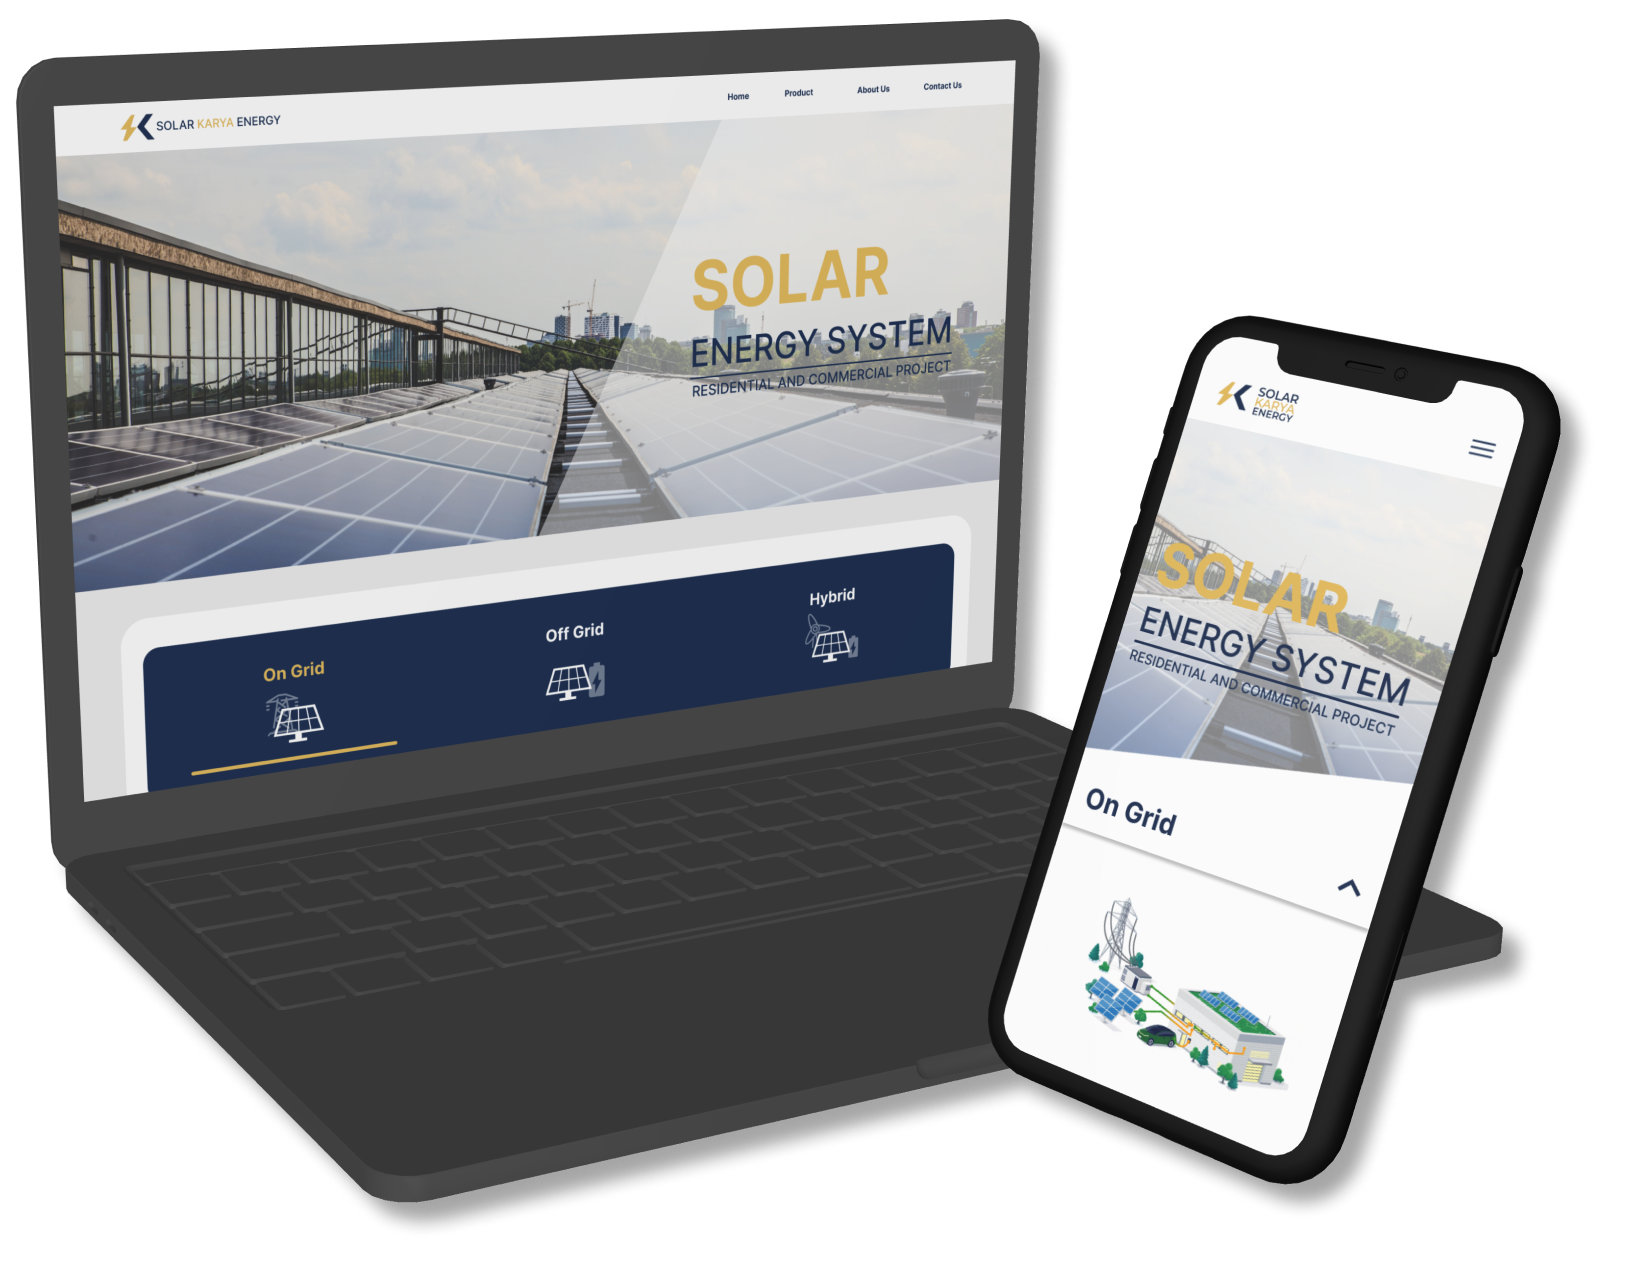 SOLAR KARYA ENERGY
Home Product About Us Contact Us
SOLAR
ENERGY SYSTEM
RESIDENTIAL AND COMMERCIAL PROJECT
On Grid
Off Grid
Hybrid
SOLAR
KARYA
ENERGY
SOLAR
ENERGY SYSTEM
RESIDENTIAL AND COMMERCIAL PROJECT
On Grid